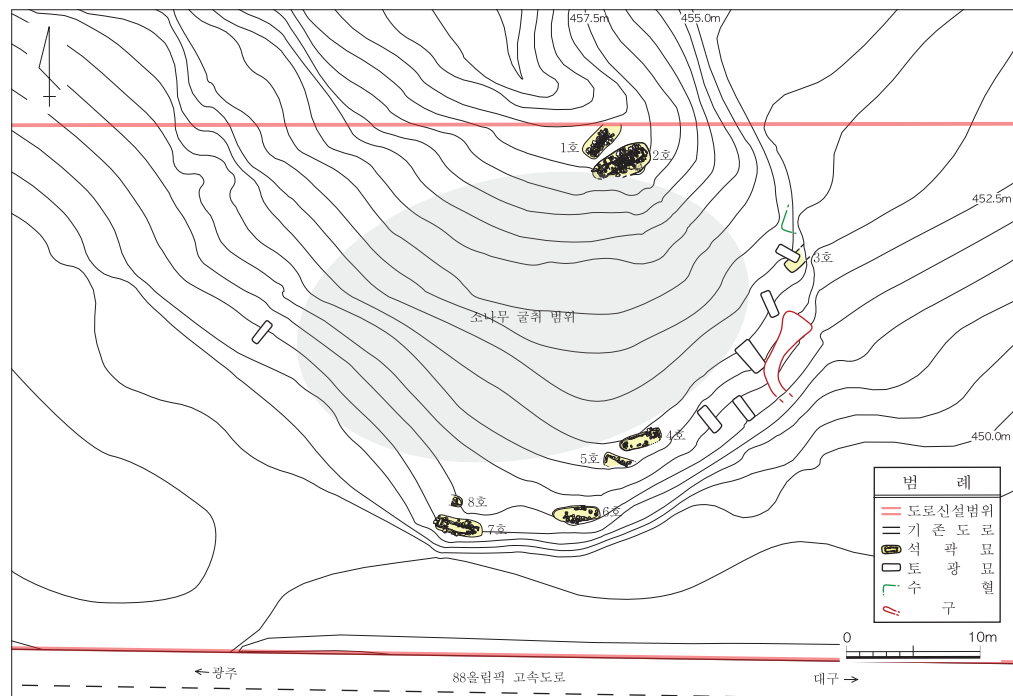 457.5m
455.0m
1호
2호
452.5m
3호
소나무 굴취 범위
4호
5호
450.0m
8호
6호
7호
범 례
도로신설범위
기 존 도 로
석 곽 묘
토 광 묘
수 혈
구
0 10m
←광주
88올림픽 고속도로
대구→